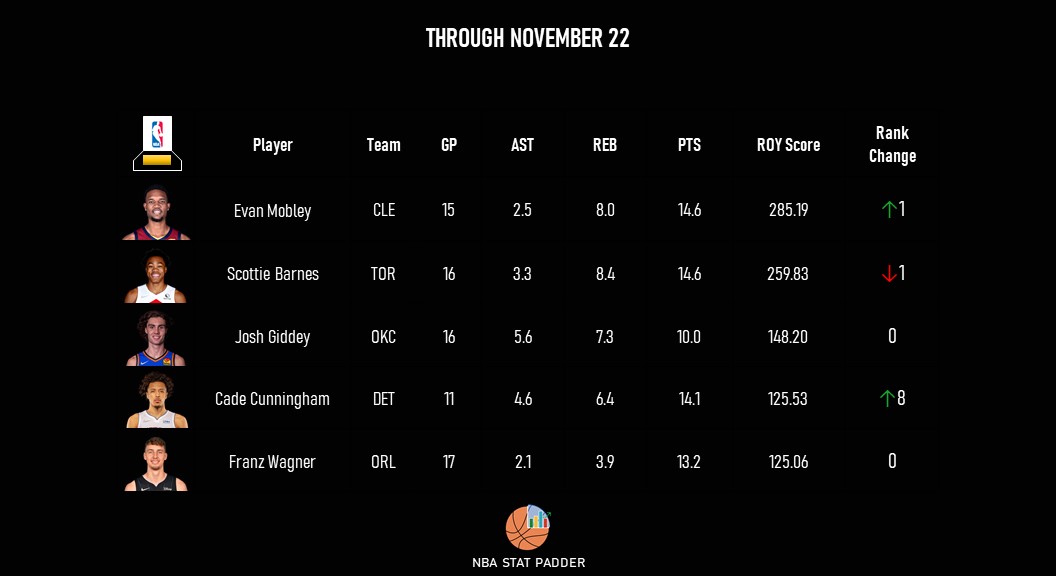 THROUGH NOVEMBER 22
Player Team GP AST REB PTS ROY Score Rank Change
Evan Mobley CLE 15 2.5 8.0 14.6 285.19 ↑1
Scottie Barnes TOR 16 3.3 8.4 14.6 259.83 ↓1
Josh Giddey OKC 16 5.6 7.3 10.0 148.20 0
Cade Cunningham DET 11 4.6 6.4 14.1 125.53 ↑8
Franz Wagner ORL 17 2.1 3.9 13.2 125.06 0
NBA STAT PADDER